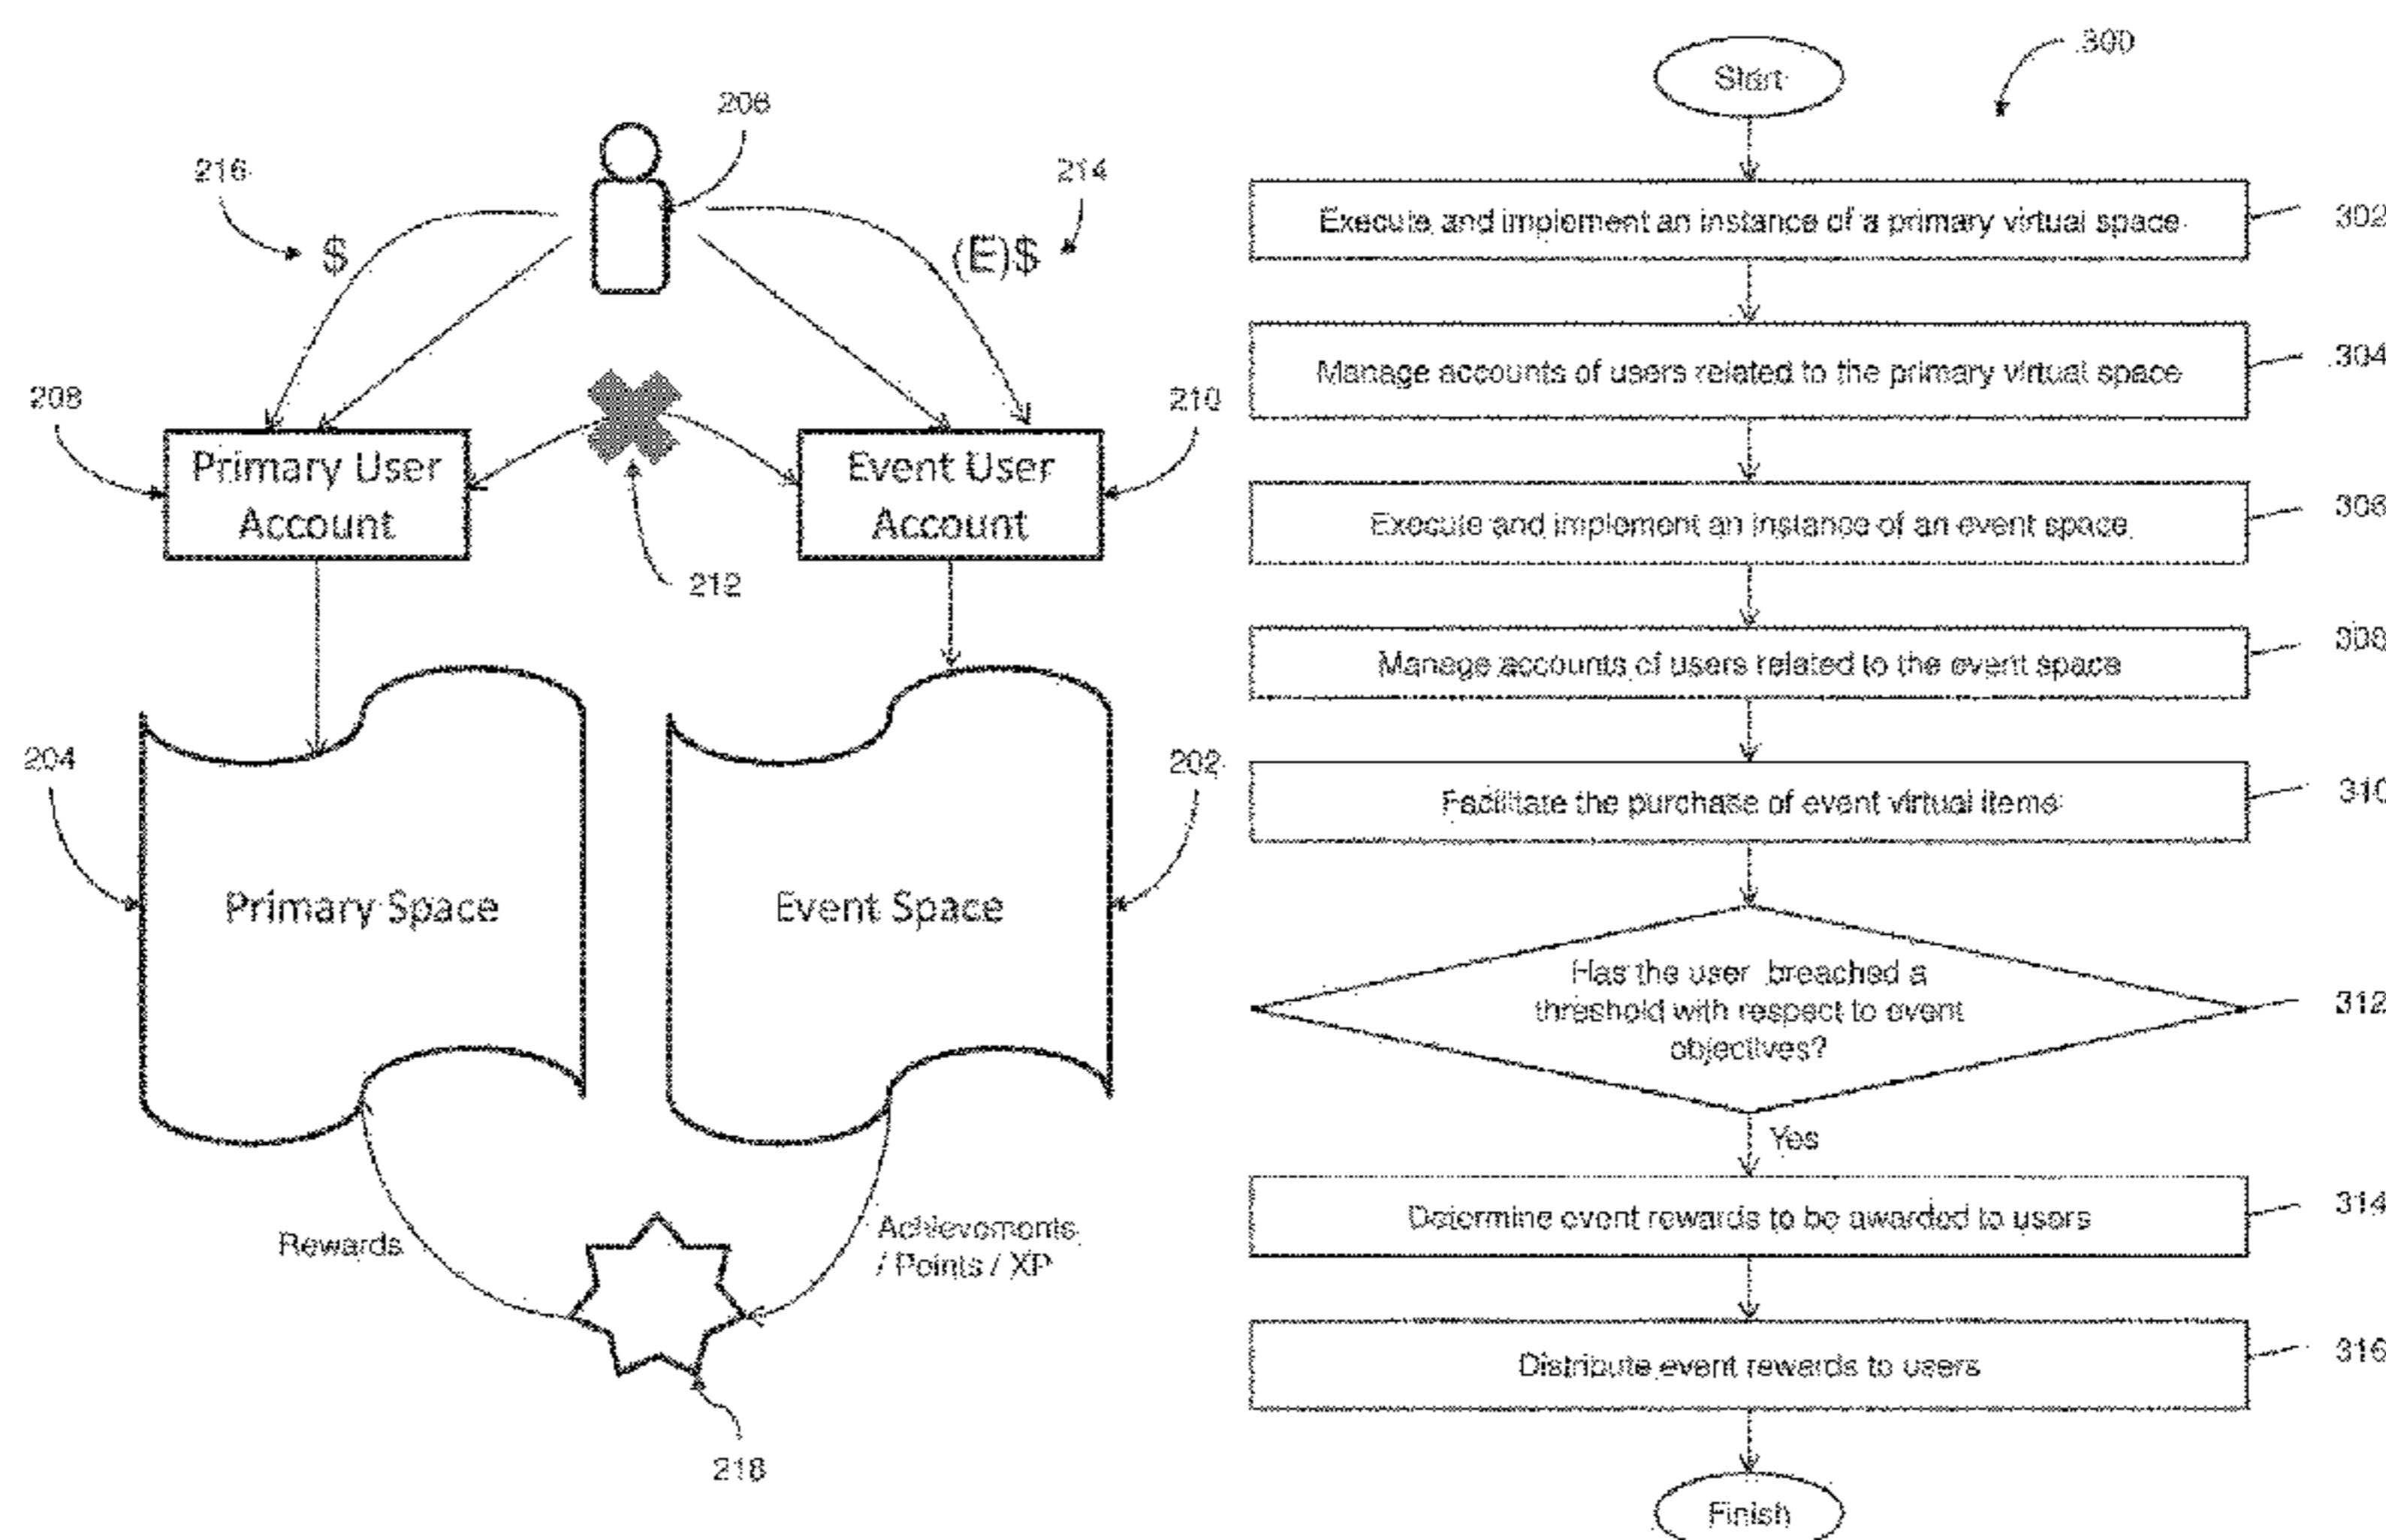 206
216
214
$
(E)$
208
210
Primary User
Account
Event User
Account
212
204
202
Primary Space
Event Space
Rewards
Achievements
/ Points / XP
218
300
Start
Execute and implement an instance of a primary virtual space
302
Manage accounts of users related to the primary virtual space
304
Execute and implement an instance of an event space
306
Manage accounts of users related to the event space
308
Facilitate the purchase of event virtual items
310
Has the user breached a
threshold with respect to event
objectives?
312
Yes
Determine event rewards to be awarded to users
314
Distribute event rewards to users
316
Finish